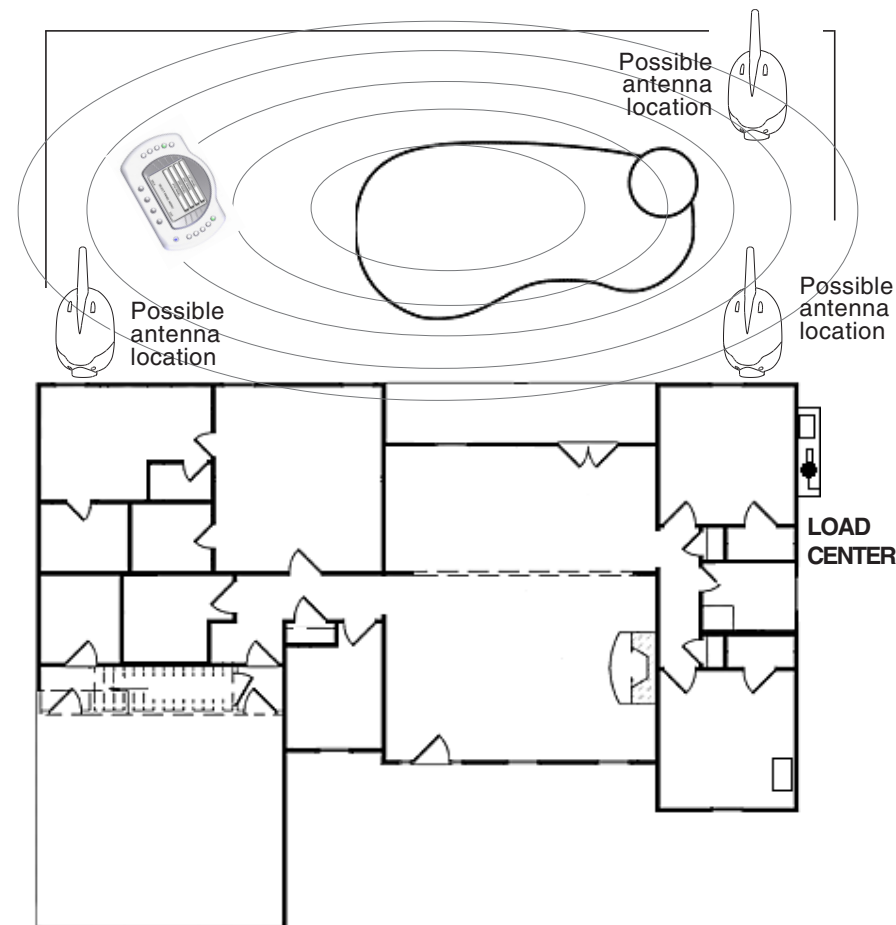 Possible
antenna
location
Possible
antenna
location
Possible
antenna
location
LOAD
CENTER